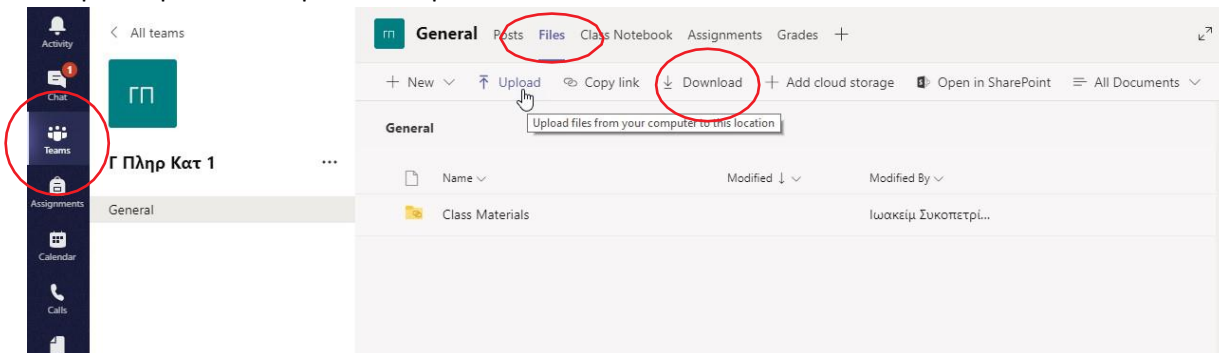 Activity
Chat
1
Teams
Assignments
Calendar
Calls
< All teams
ΓΠ
Γ Πληρ Κατ 1
...
General
ΓΠ General Posts Files Class Notebook Assignments Grades +
+ New Upload Copy link Download + Add cloud storage Open in SharePoint All Documents
Upload files from your computer to this location
General
Name Modified ↓ Modified By
Class Materials Ιωακείμ Συκοπετρί...